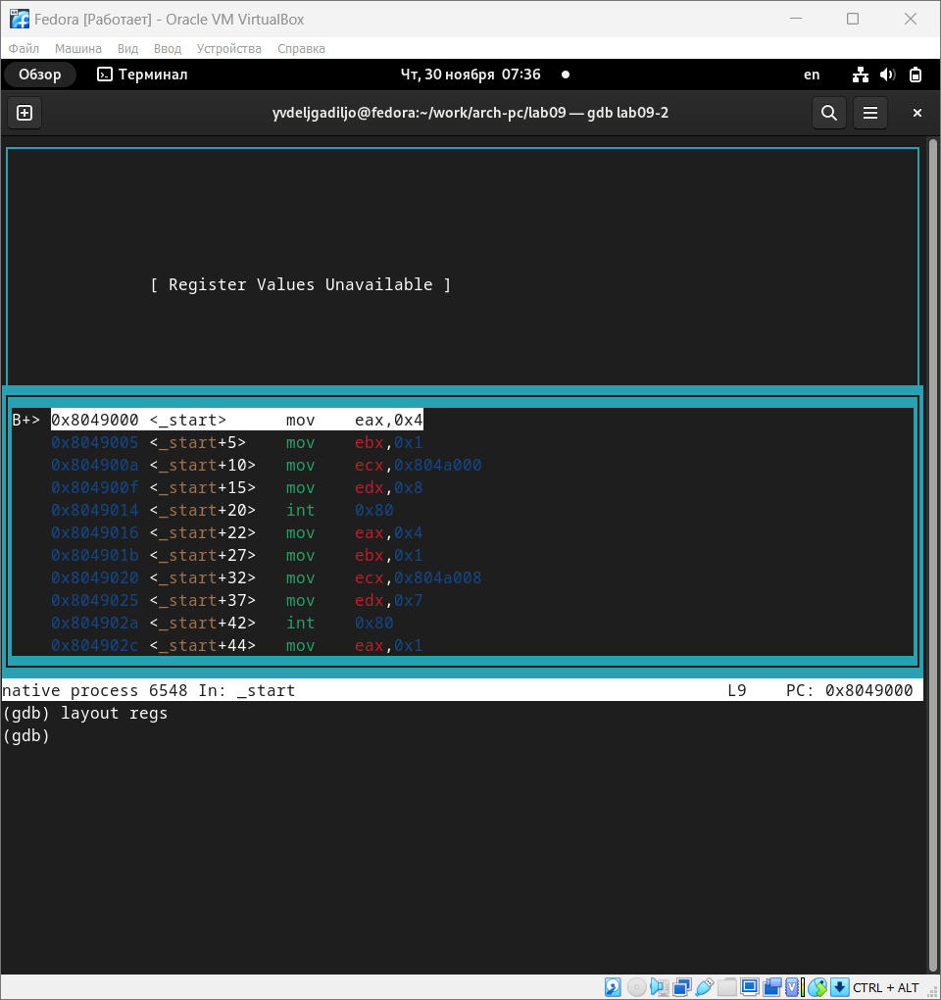 Fedora [Работает] - Oracle VM VirtualBox
Файл Машина Вид Ввод Устройства Справка
Обзор Терминал Чт, 30 ноября 07:36 en
yvdeljgadiljo@fedora:~/work/arch-pc/lab09 — gdb lab09-2
[ Register Values Unavailable ]
B+> 0x8049000 <_start> mov eax,0x4
0x8049005 <_start+5> mov ebx,0x1
0x804900a <_start+10> mov ecx,0x804a000
0x804900f <_start+15> mov edx,0x8
0x8049014 <_start+20> int 0x80
0x8049016 <_start+22> mov eax,0x4
0x804901b <_start+27> mov ebx,0x1
0x8049020 <_start+32> mov ecx,0x804a008
0x8049025 <_start+37> mov edx,0x7
0x804902a <_start+42> int 0x80
0x804902c <_start+44> mov eax,0x1
native process 6548 In: _start L9 PC: 0x8049000
(gdb) layout regs
(gdb)
CTRL + ALT